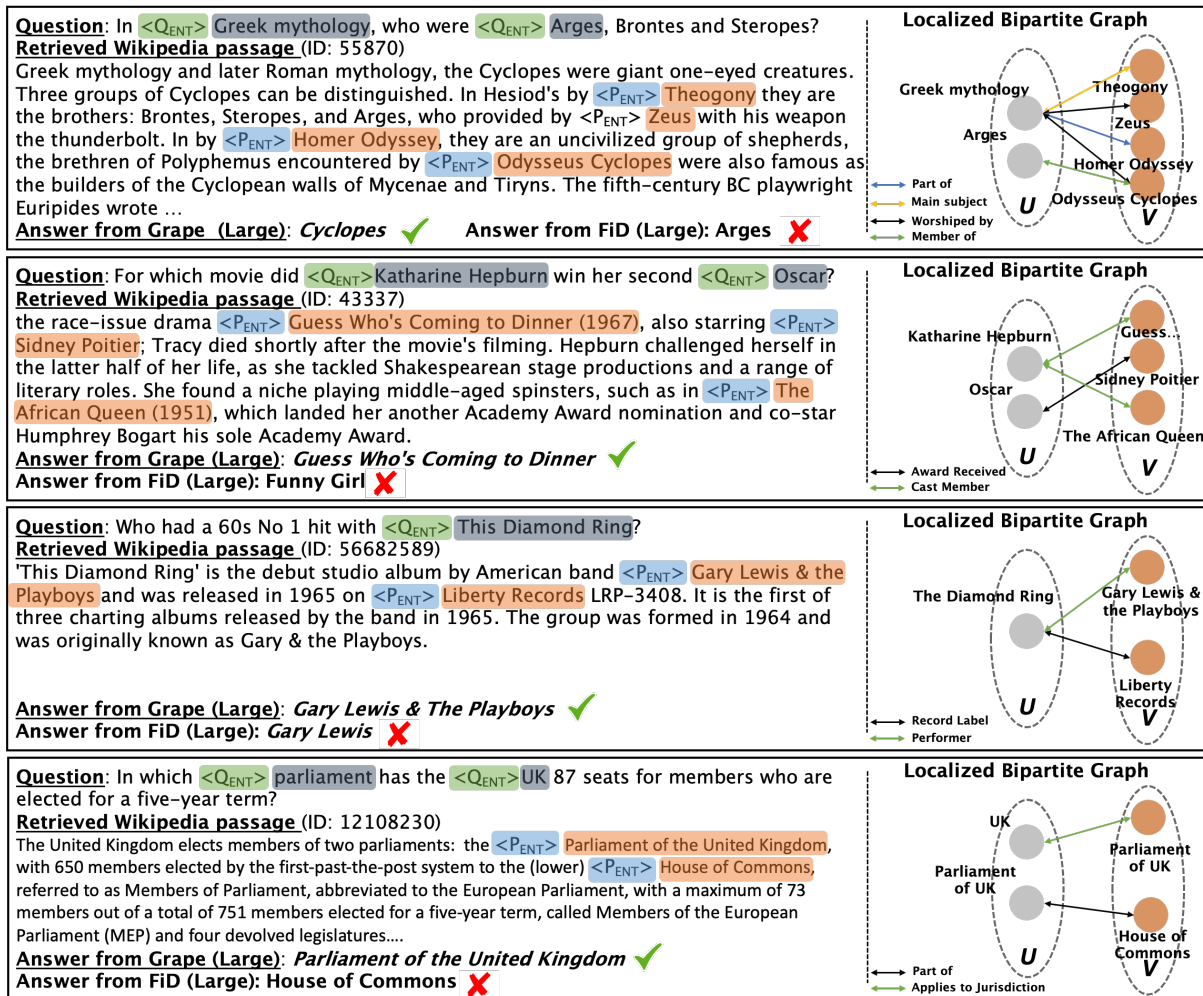 Question: In <Q_ENT> Greek mythology, who were <Q_ENT> Arges, Brontes and Steropes?
Retrieved Wikipedia passage (ID: 55870)
Greek mythology and later Roman mythology, the Cyclopes were giant one-eyed creatures.
Three groups of Cyclopes can be distinguished. In Hesiod's by <P_ENT> Theogony they are
the brothers: Brontes, Steropes, and Arges, who provided by <P_ENT> Zeus with his weapon
the thunderbolt. In by <P_ENT> Homer Odyssey, they are an uncivilized group of shepherds,
the brethren of Polyphemus encountered by <P_ENT> Odysseus Cyclopes were also famous as
the builders of the Cyclopean walls of Mycenae and Tiryns. The fifth-century BC playwright
Euripides wrote ...
Answer from Grape (Large): Cyclopes Answer from FiD (Large): Arges
Localized Bipartite Graph
Greek mythology
Arges
Theogony
Zeus
Homer Odyssey
Odysseus Cyclopes
U
V
Part of
Main subject
Worshiped by
Member of
Question: For which movie did <Q_ENT> Katharine Hepburn win her second <Q_ENT> Oscar?
Retrieved Wikipedia passage (ID: 43337)
the race-issue drama <P_ENT> Guess Who's Coming to Dinner (1967), also starring <P_ENT>
Sidney Poitier; Tracy died shortly after the movie's filming. Hepburn challenged herself in
the latter half of her life, as she tackled Shakespearean stage productions and a range of
literary roles. She found a niche playing middle-aged spinsters, such as in <P_ENT> The
African Queen (1951), which landed her another Academy Award nomination and co-star
Humphrey Bogart his sole Academy Award.
Answer from Grape (Large): Guess Who's Coming to Dinner
Answer from FiD (Large): Funny Girl
Localized Bipartite Graph
Katharine Hepburn
Oscar
Guess...
Sidney Poitier
The African Queen
U
V
Award Received
Cast Member
Question: Who had a 60s No 1 hit with <Q_ENT> This Diamond Ring?
Retrieved Wikipedia passage (ID: 56682589)
'This Diamond Ring' is the debut studio album by American band <P_ENT> Gary Lewis & the
Playboys and was released in 1965 on <P_ENT> Liberty Records LRP-3408. It is the first of
three charting albums released by the band in 1965. The group was formed in 1964 and
was originally known as Gary & the Playboys.
Answer from Grape (Large): Gary Lewis & The Playboys
Answer from FiD (Large): Gary Lewis
Localized Bipartite Graph
The Diamond Ring
Gary Lewis &
the Playboys
Liberty
Records
U
V
Record Label
Performer
Question: In which <Q_ENT> parliament has the <Q_ENT> UK 87 seats for members who are
elected for a five-year term?
Retrieved Wikipedia passage (ID: 12108230)
The United Kingdom elects members of two parliaments: the <P_ENT> Parliament of the United Kingdom,
with 650 members elected by the first-past-the-post system to the (lower) <P_ENT> House of Commons,
referred to as Members of Parliament, abbreviated to the European Parliament, with a maximum of 73
members out of a total of 751 members elected for a five-year term, called Members of the European
Parliament (MEP) and four devolved legislatures....
Answer from Grape (Large): Parliament of the United Kingdom
Answer from FiD (Large): House of Commons
Localized Bipartite Graph
UK
Parliament
of UK
Parliament
of UK
House of
Commons
U
V
Part of
Applies to Jurisdiction